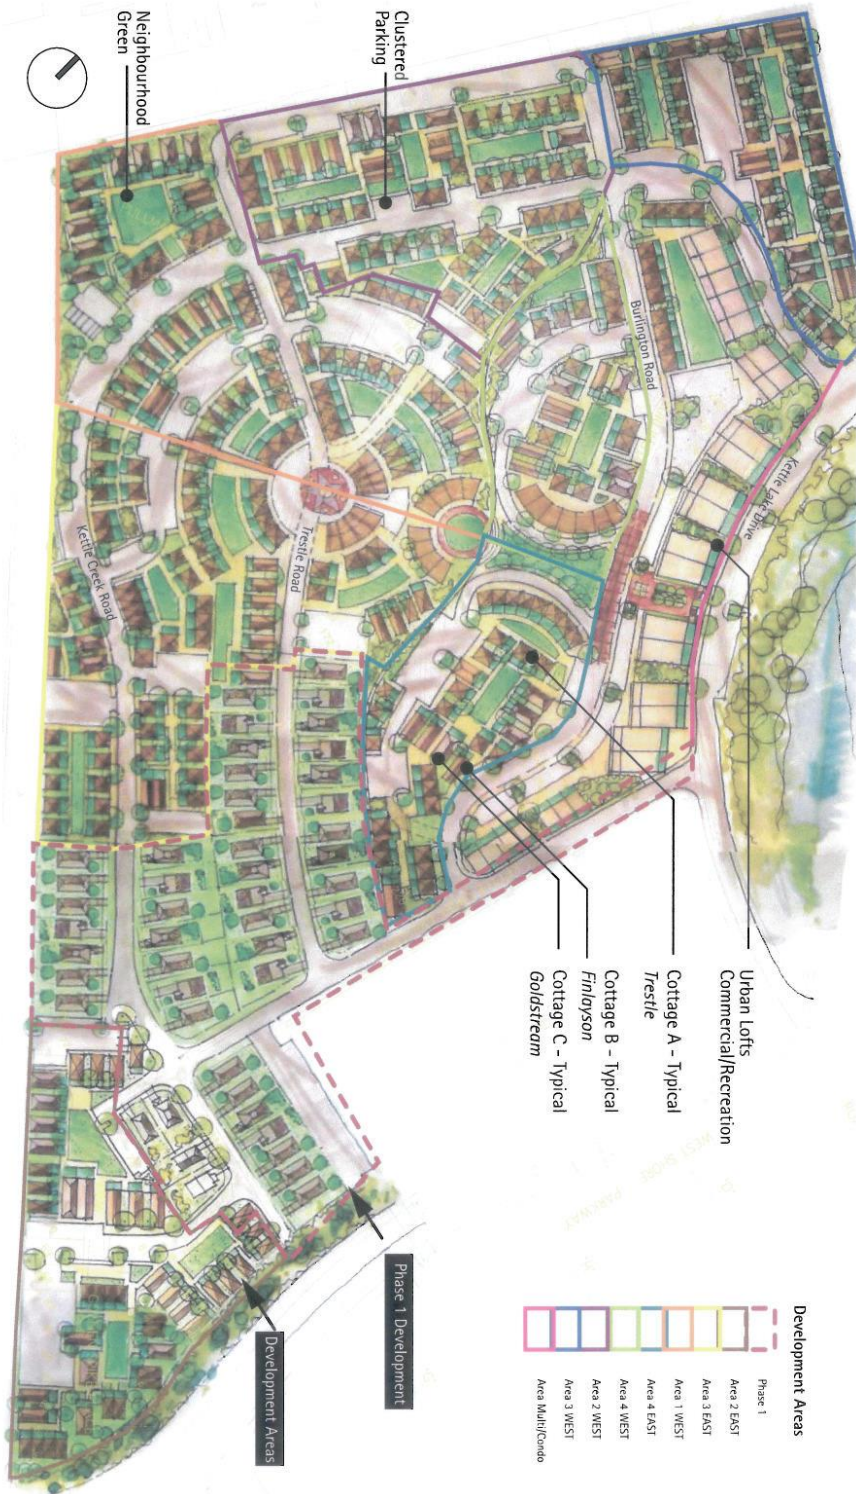 Neighbourhood
Green
Clustered
Parking
Burlington Road
Kettle Lake Drive
Trestle Road
Kettle Creek Road
Urban Lofts
Commercial/Recreation
Cottage A – Typical
Trestle
Cottage B – Typical
Finlayson
Cottage C – Typical
Goldstream
WEST SHORE PARKWAY
Phase 1 Development
Development Areas
Development Areas
Phase 1
Area 2 EAST
Area 3 EAST
Area 1 WEST
Area 4 EAST
Area 4 WEST
Area 2 WEST
Area 3 WEST
Area Multi/Condo